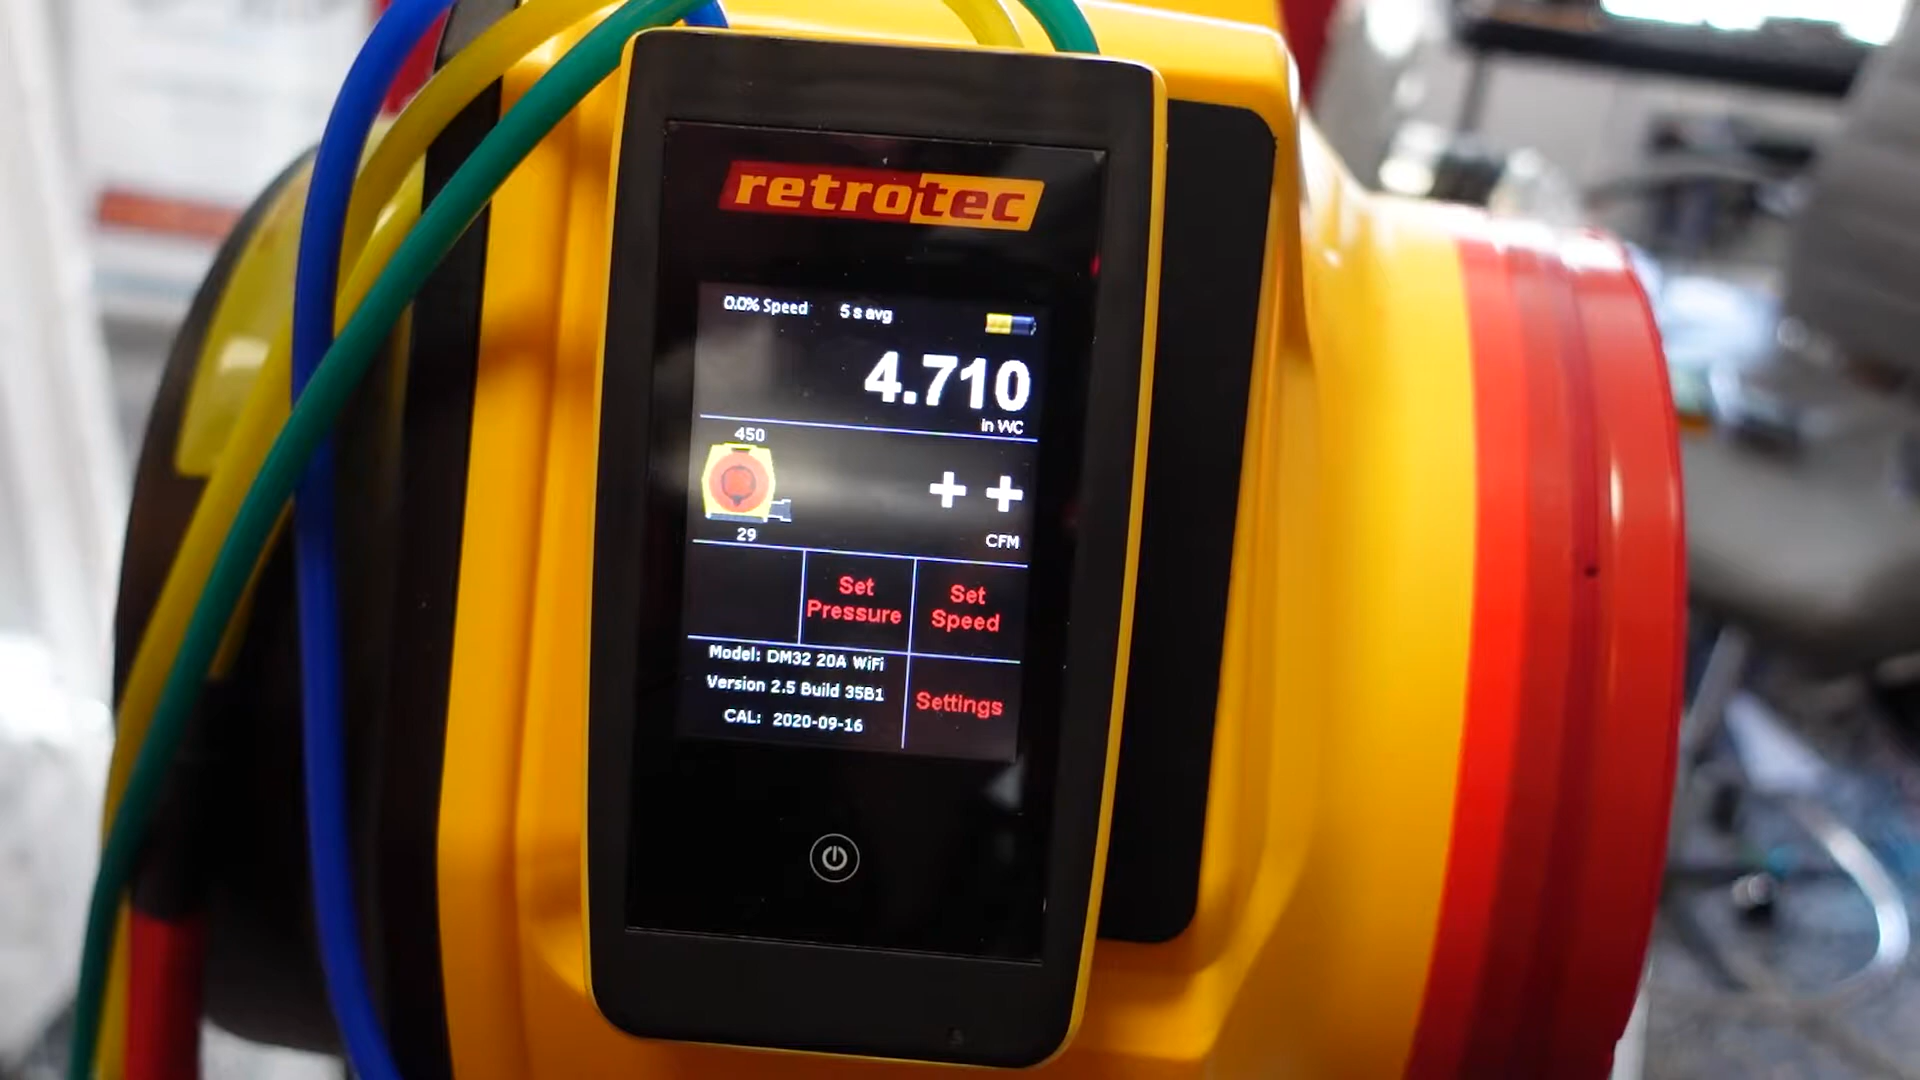 retrotec
0.0% Speed 5 s avg
4.710
in WC
450
++
29
CFM
Set
Pressure
Set
Speed
Model: DM32 20A WiFi
Version 2.5 Build 35B1
CAL: 2020-09-16
Settings